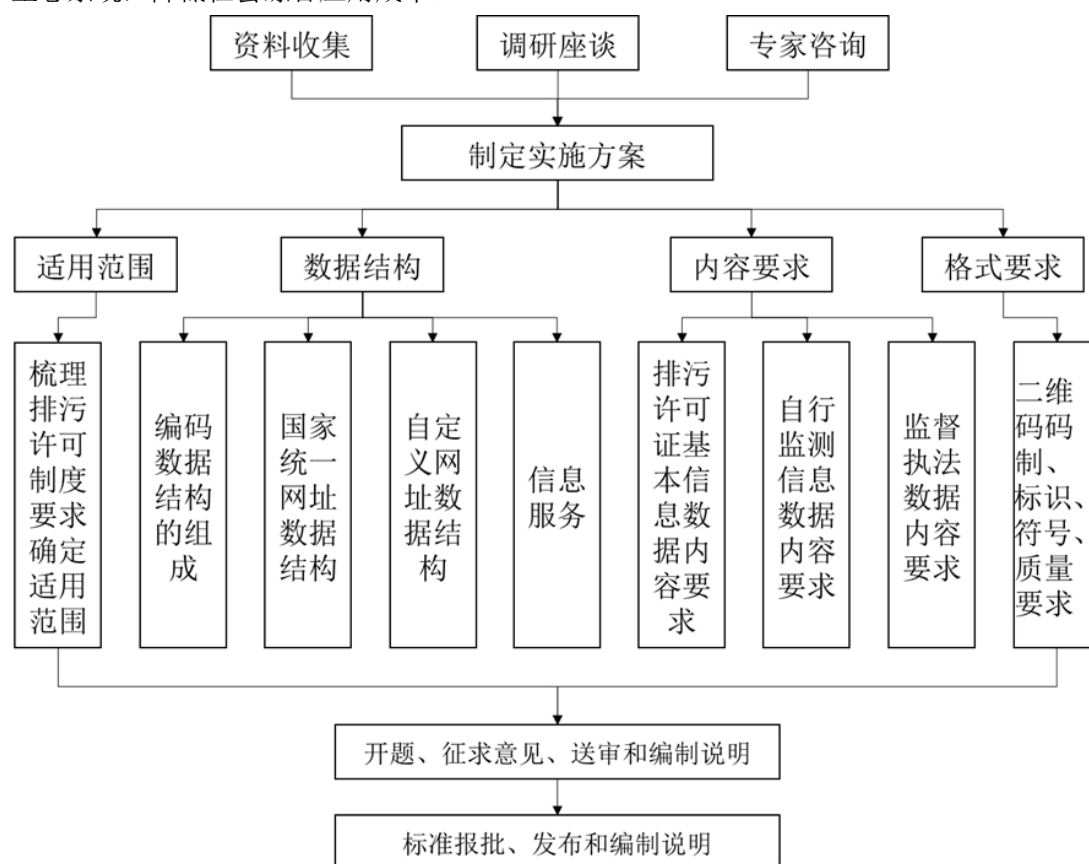 资料收集
调研座谈
专家咨询
制定实施方案
适用范围
数据结构
内容要求
格式要求
梳理
排污
许可
制度
要求
确定
适用
范围
编码
数据
结构
的组
成
国家
统一
网址
数据
结构
自定
义网
址数
据结
构
信息
服务
排污
许可
证基
本信
息数
据内
容要
求
自行
监测
信息
数据
内容
要求
监督
执法
数据
内容
要求
二维
码码
制、
标识、
符号、
质量
要求
开题、征求意见、送审和编制说明
标准报批、发布和编制说明